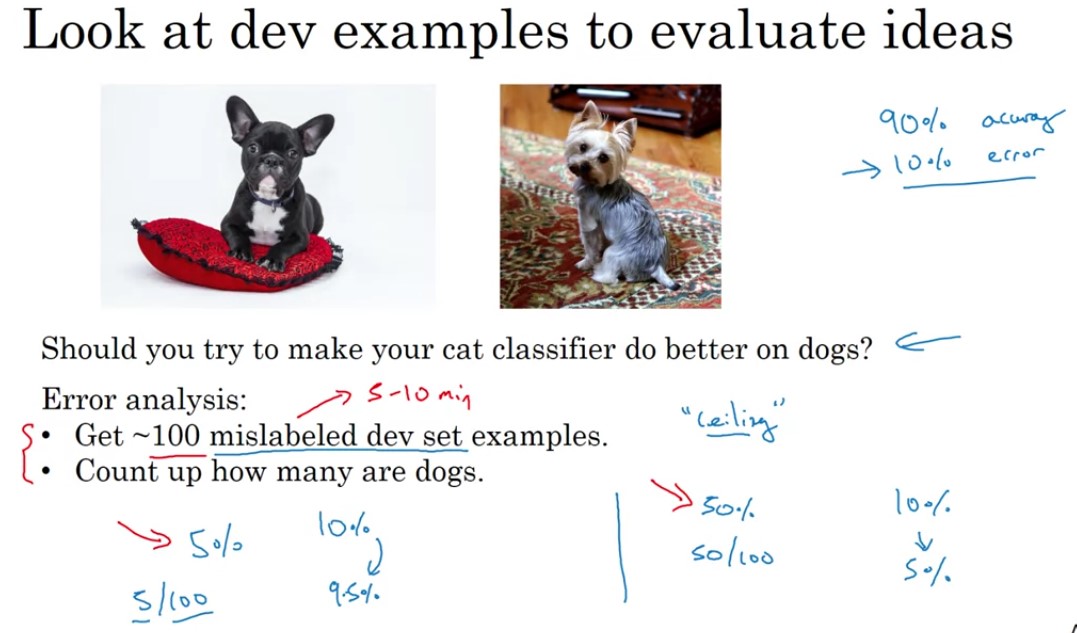 Look at dev examples to evaluate ideas
90% accuracy
→ 10% error
Should you try to make your cat classifier do better on dogs? ←
Error analysis:
→ 5-10 min
• Get ~100 mislabeled dev set examples.
• Count up how many are dogs.
"ceiling"
→ 5%
5/100
10%
9.5%
→ 50%
50/100
10%
↓
5%